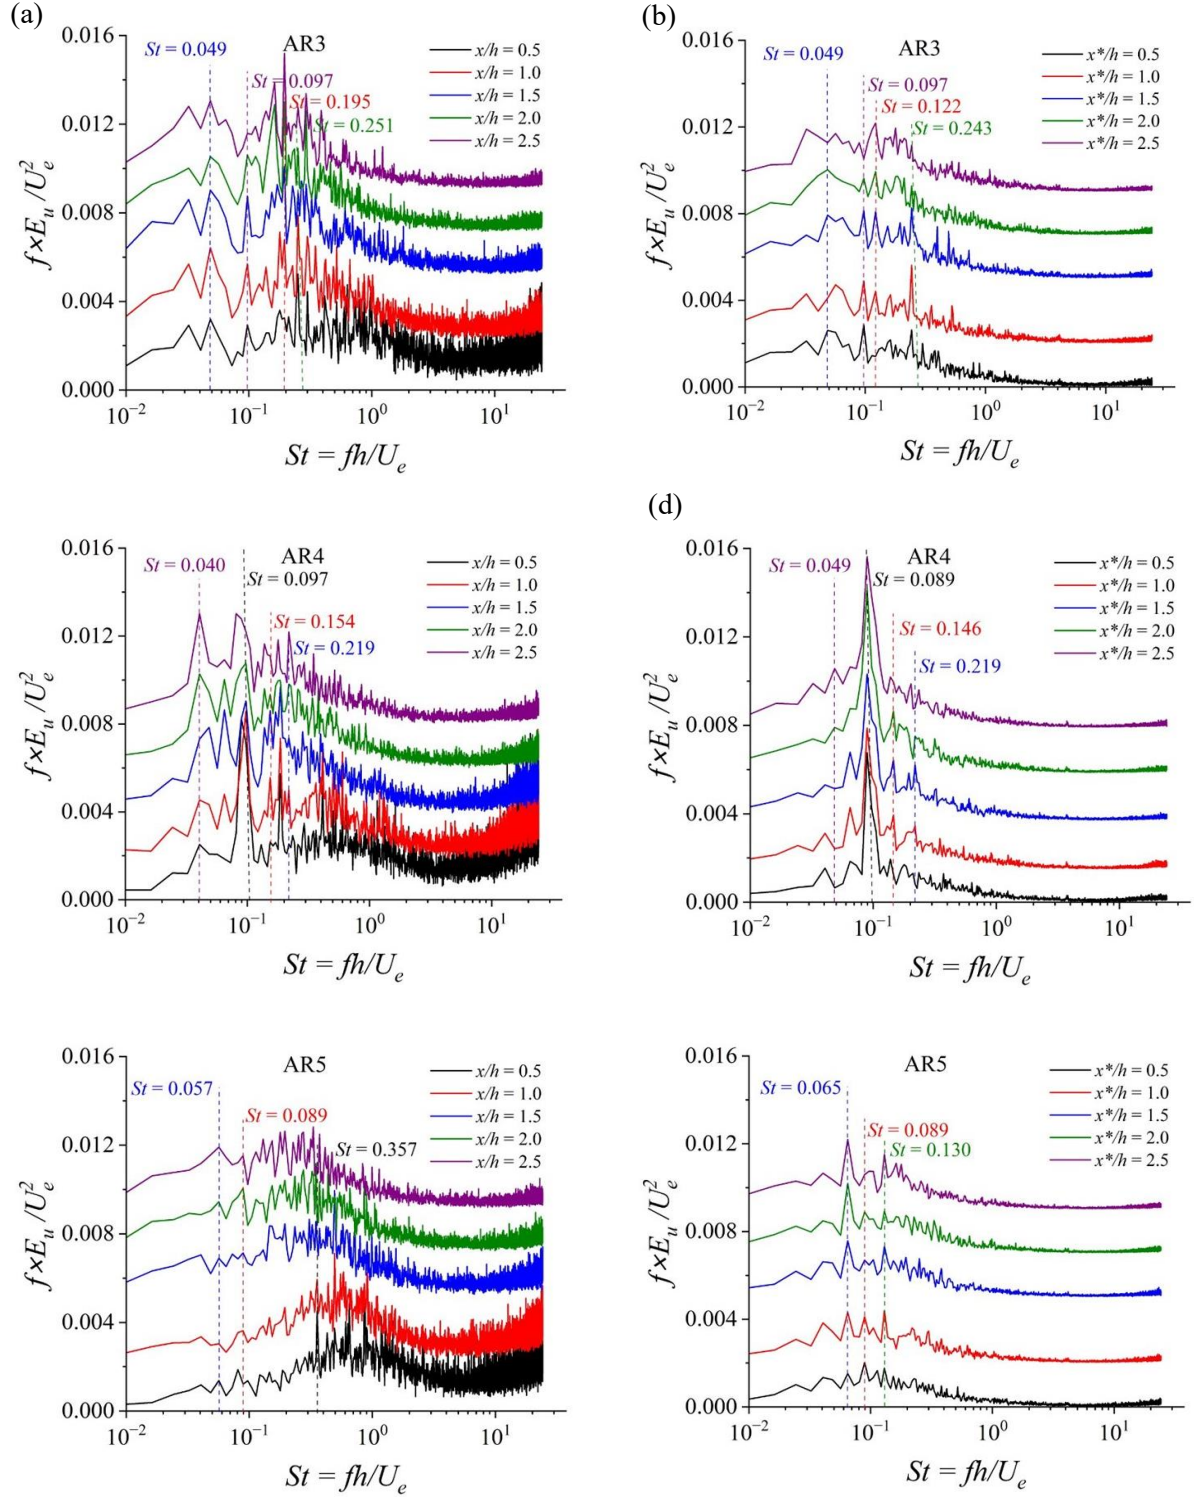 (a)
0.016
0.012
0.008
0.004
0.000
f×E_u /U_e^2
St = 0.049
AR3
St = 0.097
St = 0.195
St = 0.251
x/h = 0.5
x/h = 1.0
x/h = 1.5
x/h = 2.0
x/h = 2.5
10^-2
10^-1
10^0
10^1
St = fh/U_e
(b)
0.016
0.012
0.008
0.004
0.000
f×E_u /U_e^2
St = 0.049
AR3
St = 0.097
St = 0.122
St = 0.243
x*/h = 0.5
x*/h = 1.0
x*/h = 1.5
x*/h = 2.0
x*/h = 2.5
10^-2
10^-1
10^0
10^1
St = fh/U_e
0.016
0.012
0.008
0.004
0.000
f×E_u /U_e^2
St = 0.040
AR4
St = 0.097
St = 0.154
St = 0.219
x/h = 0.5
x/h = 1.0
x/h = 1.5
x/h = 2.0
x/h = 2.5
10^-2
10^-1
10^0
10^1
St = fh/U_e
(d)
0.016
0.012
0.008
0.004
0.000
f×E_u /U_e^2
St = 0.049
AR4
St = 0.089
St = 0.146
St = 0.219
x*/h = 0.5
x*/h = 1.0
x*/h = 1.5
x*/h = 2.0
x*/h = 2.5
10^-2
10^-1
10^0
10^1
St = fh/U_e
0.016
0.012
0.008
0.004
0.000
f×E_u /U_e^2
St = 0.057
AR5
St = 0.089
St = 0.357
x/h = 0.5
x/h = 1.0
x/h = 1.5
x/h = 2.0
x/h = 2.5
10^-2
10^-1
10^0
10^1
St = fh/U_e
0.016
0.012
0.008
0.004
0.000
f×E_u /U_e^2
St = 0.065
AR5
St = 0.089
St = 0.130
x*/h = 0.5
x*/h = 1.0
x*/h = 1.5
x*/h = 2.0
x*/h = 2.5
10^-2
10^-1
10^0
10^1
St = fh/U_e